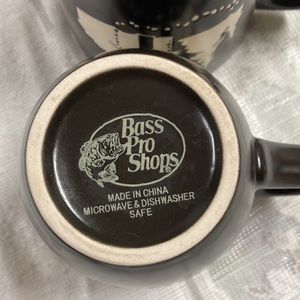 Bass
Pro
Shops
MADE IN CHINA
MICROWAVE & DISHWASHER
SAFE